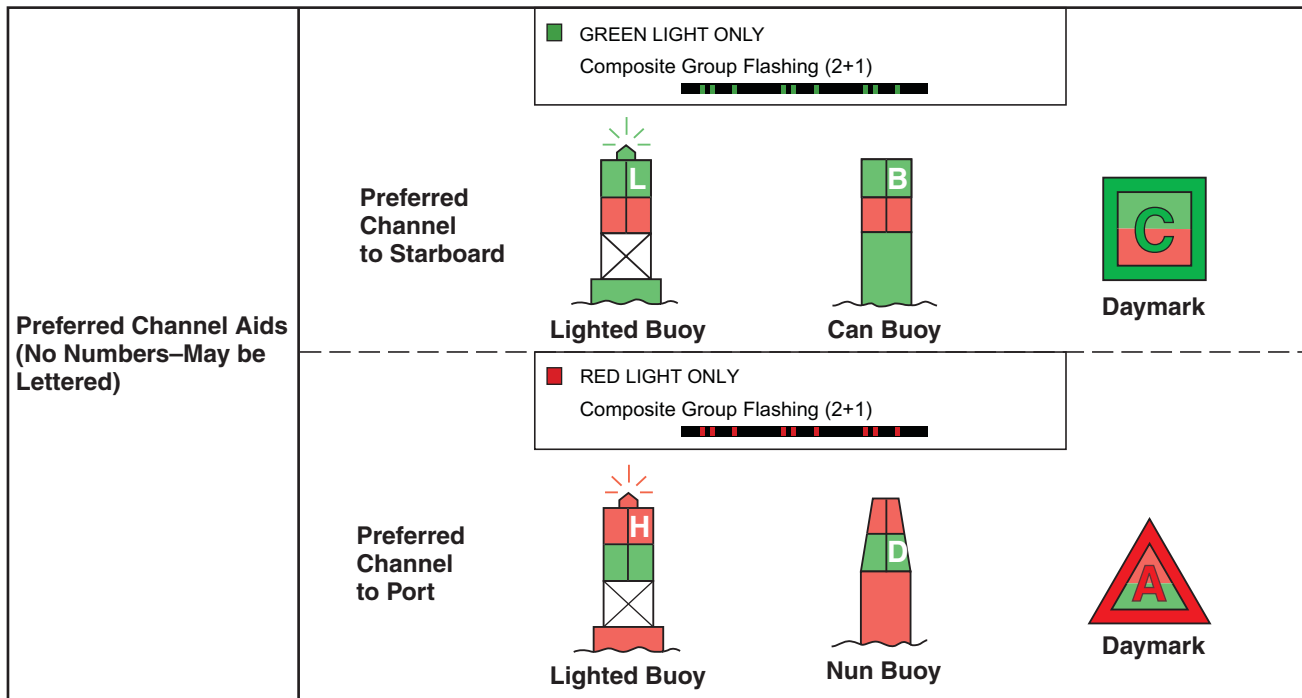 Preferred Channel Aids
(No Numbers–May be
Lettered)
GREEN LIGHT ONLY
Composite Group Flashing (2+1)
Preferred
Channel
to Starboard
L
B
C
Lighted Buoy
Can Buoy
Daymark
RED LIGHT ONLY
Composite Group Flashing (2+1)
Preferred
Channel
to Port
H
D
A
Lighted Buoy
Nun Buoy
Daymark